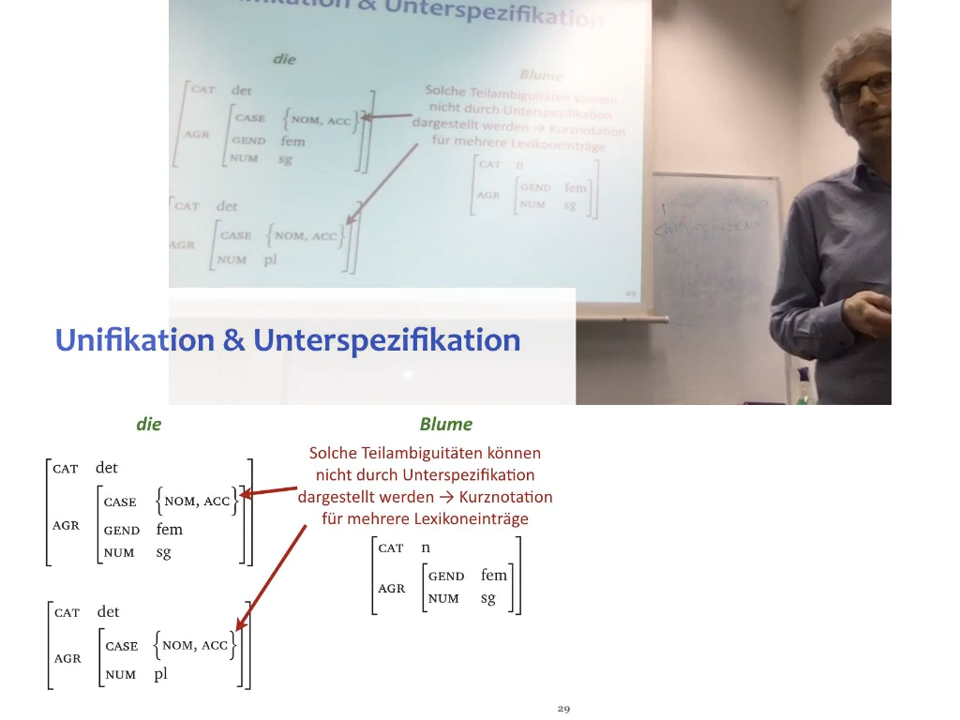 Unifikation & Unterspezifikation
die
Blume
Solche Teilambiguitäten können
nicht durch Unterspezifikation
dargestellt werden → Kurznotation
für mehrere Lexikoneinträge
CAT det
CASE {NOM, ACC}
AGR GEND fem
NUM sg
CAT n
AGR GEND fem
NUM sg
CAT det
CASE {NOM, ACC}
AGR
NUM pl
29
Unifikation & Unterspezifikation
die
Blume
Solche Teilambiguitäten können
nicht durch Unterspezifikation
dargestellt werden → Kurznotation
für mehrere Lexikoneinträge
CAT det
CASE {NOM, ACC}
AGR
GEND fem
NUM sg
CAT n
GEND fem
AGR
NUM sg
CAT det
CASE {NOM, ACC}
AGR
NUM pl
29